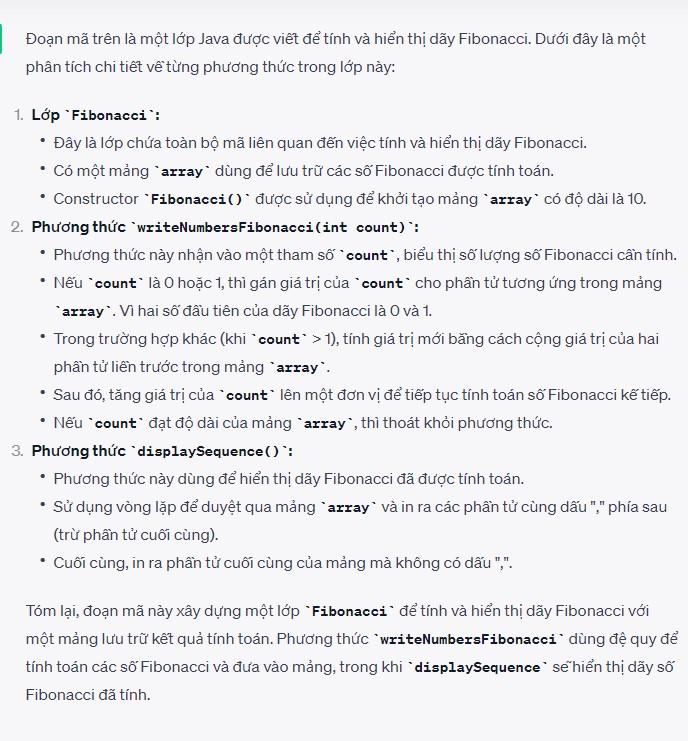 Đoạn mã trên là một lớp Java được viết để tính và hiển thị dãy Fibonacci. Dưới đây là một
phân tích chi tiết về từng phương thức trong lớp này:
1. Lớp `Fibonacci`:
• Đây là lớp chứa toàn bộ mã liên quan đến việc tính và hiển thị dãy Fibonacci.
• Có một mảng `array` dùng để lưu trữ các số Fibonacci được tính toán.
• Constructor `Fibonacci()` được sử dụng để khởi tạo mảng `array` có độ dài là 10.
2. Phương thức `writeNumbersFibonacci(int count)`:
• Phương thức này nhận vào một tham số `count`, biểu thị số lượng số Fibonacci cần tính.
• Nếu `count` là 0 hoặc 1, thì gán giá trị của `count` cho phần tử tương ứng trong mảng
`array`. Vì hai số đầu tiên của dãy Fibonacci là 0 và 1.
• Trong trường hợp khác (khi `count` > 1), tính giá trị mới bằng cách cộng giá trị của hai
phần tử liền trước trong mảng `array`.
• Sau đó, tăng giá trị của `count` lên một đơn vị để tiếp tục tính toán số Fibonacci kế tiếp.
• Nếu `count` đạt độ dài của mảng `array`, thì thoát khỏi phương thức.
3. Phương thức `displaySequence()`:
• Phương thức này dùng để hiển thị dãy Fibonacci đã được tính toán.
• Sử dụng vòng lặp để duyệt qua mảng `array` và in ra các phần tử cùng dấu "," phía sau
(trừ phần tử cuối cùng).
• Cuối cùng, in ra phần tử cuối cùng của mảng mà không có dấu ",".
Tóm lại, đoạn mã này xây dựng một lớp `Fibonacci` để tính và hiển thị dãy Fibonacci với
một mảng lưu trữ kết quả tính toán. Phương thức `writeNumbersFibonacci` dùng đệ quy để
tính toán các số Fibonacci và đưa vào mảng, trong khi `displaySequence` sẽ hiển thị dãy số
Fibonacci đã tính.